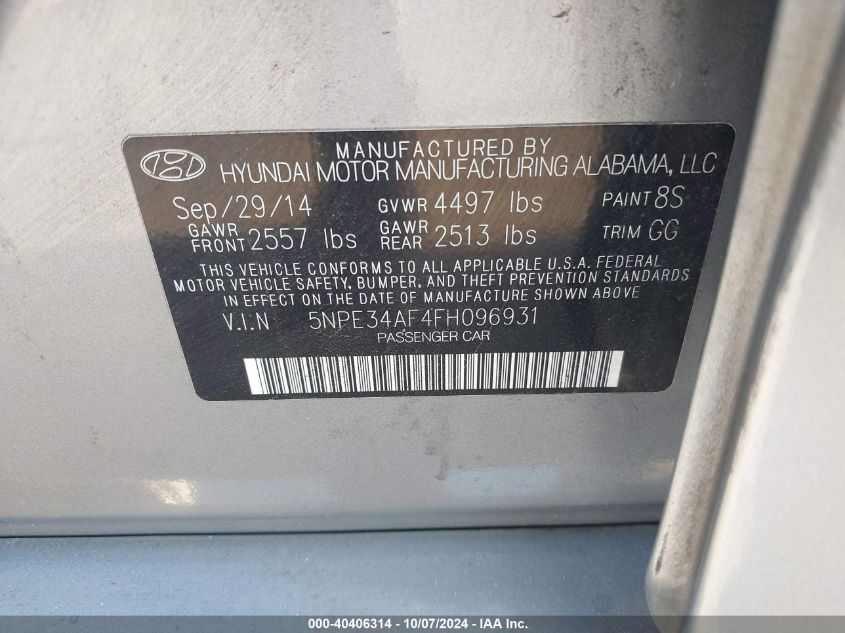 MANUFACTURED BY
HYUNDAI MOTOR MANUFACTURING ALABAMA, LLC
Sep/29/14 GVWR 4497 lbs PAINT 8S
GAWR FRONT 2557 lbs GAWR REAR 2513 lbs TRIM GG
THIS VEHICLE CONFORMS TO ALL APPLICABLE U.S.A. FEDERAL
MOTOR VEHICLE SAFETY, BUMPER, AND THEFT PREVENTION STANDARDS
IN EFFECT ON THE DATE OF MANUFACTURE SHOWN ABOVE.
V.I.N 5NPE34AF4FH096931
PASSENGER CAR
000-40406314 - 10/07/2024 - IAA Inc.